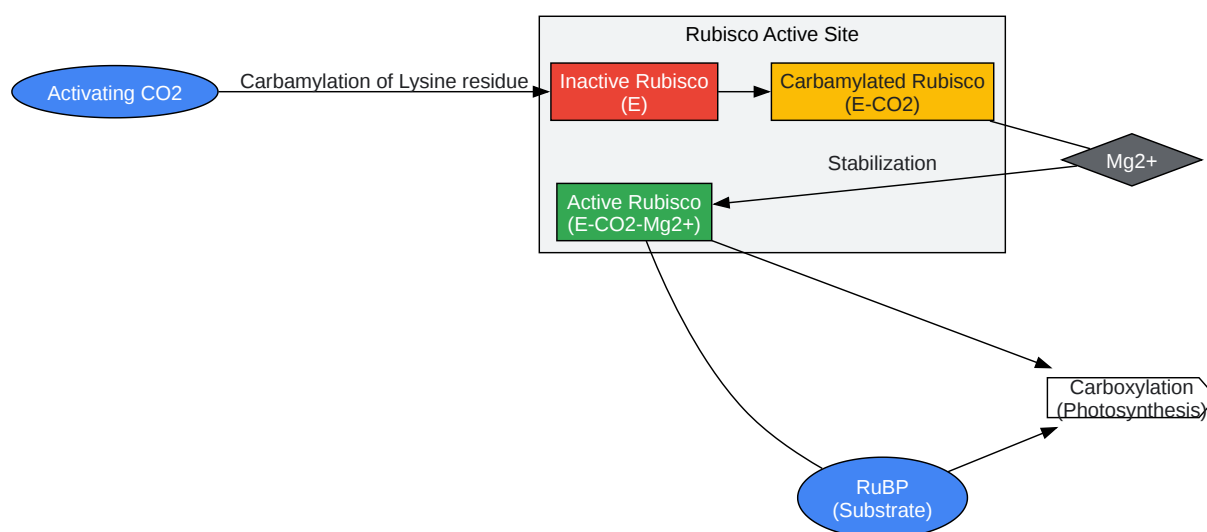 Rubisco Active Site
Activating CO2
Carbamylation of Lysine residue
Inactive Rubisco
(E)
Carbamylated Rubisco
(E-CO2)
Mg2+
Stabilization
Active Rubisco
(E-CO2-Mg2+)
Carboxylation
(Photosynthesis)
RuBP
(Substrate)